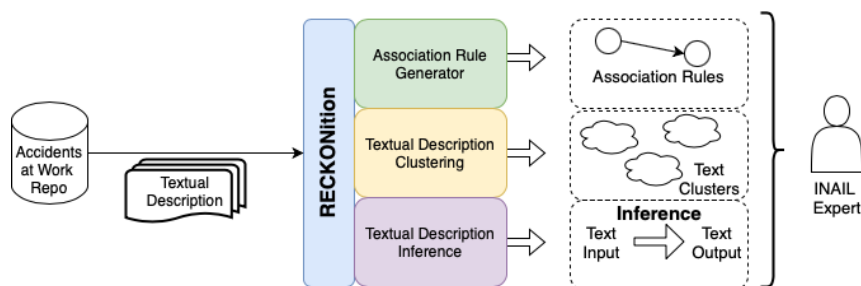 Accidents
at Work
Repo
Textual
Description
RECKONition
Association Rule
Generator
Textual Description
Clustering
Textual Description
Inference
Association Rules
Text
Clusters
Inference
Text
Input
Text
Output
INAIL
Expert